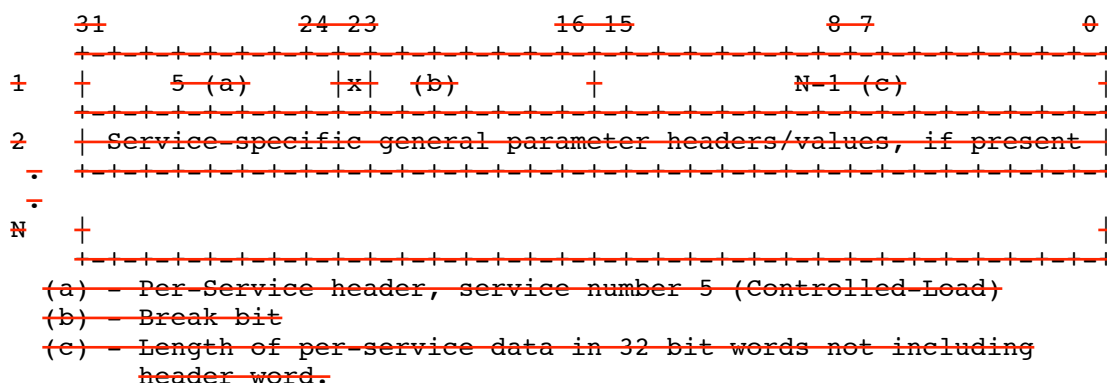 31                          24 23                      16 15                        8 7                          0
+-+-+-+-+-+-+-+-+-+-+-+-+-+-+-+-+-+-+-+-+-+-+-+-+-+-+-+-+-+-+-+-+
1 | 5 (a) |x| (b) | N-1 (c) |
+-+-+-+-+-+-+-+-+-+-+-+-+-+-+-+-+-+-+-+-+-+-+-+-+-+-+-+-+-+-+-+-+
2 | Service-specific general parameter headers/values, if present |
. +-+-+-+-+-+-+-+-+-+-+-+-+-+-+-+-+-+-+-+-+-+-+-+-+-+-+-+-+-+-+-+-+
.
N | |
+-+-+-+-+-+-+-+-+-+-+-+-+-+-+-+-+-+-+-+-+-+-+-+-+-+-+-+-+-+-+-+-+
(a) - Per-Service header, service number 5 (Controlled-Load)
(b) - Break bit
(c) - Length of per-service data in 32 bit words not including
header word.